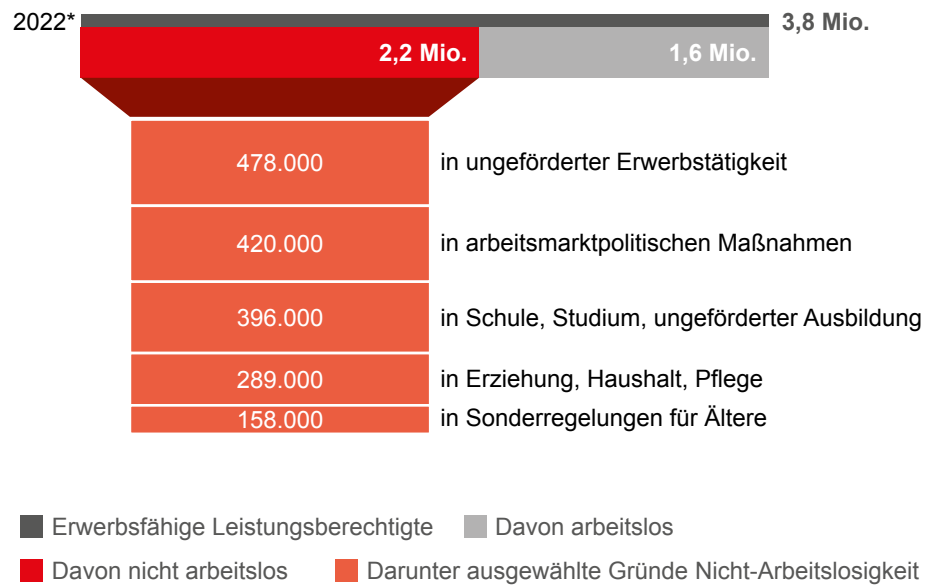 2022* 3,8 Mio.
2,2 Mio. 1,6 Mio.
478.000 in ungeförderter Erwerbstätigkeit
420.000 in arbeitsmarktpolitischen Maßnahmen
396.000 in Schule, Studium, ungeförderter Ausbildung
289.000 in Erziehung, Haushalt, Pflege
158.000 in Sonderregelungen für Ältere
Erwerbsfähige Leistungsberechtigte Davon arbeitslos
Davon nicht arbeitslos Darunter ausgewählte Gründe Nicht-Arbeitslosigkeit